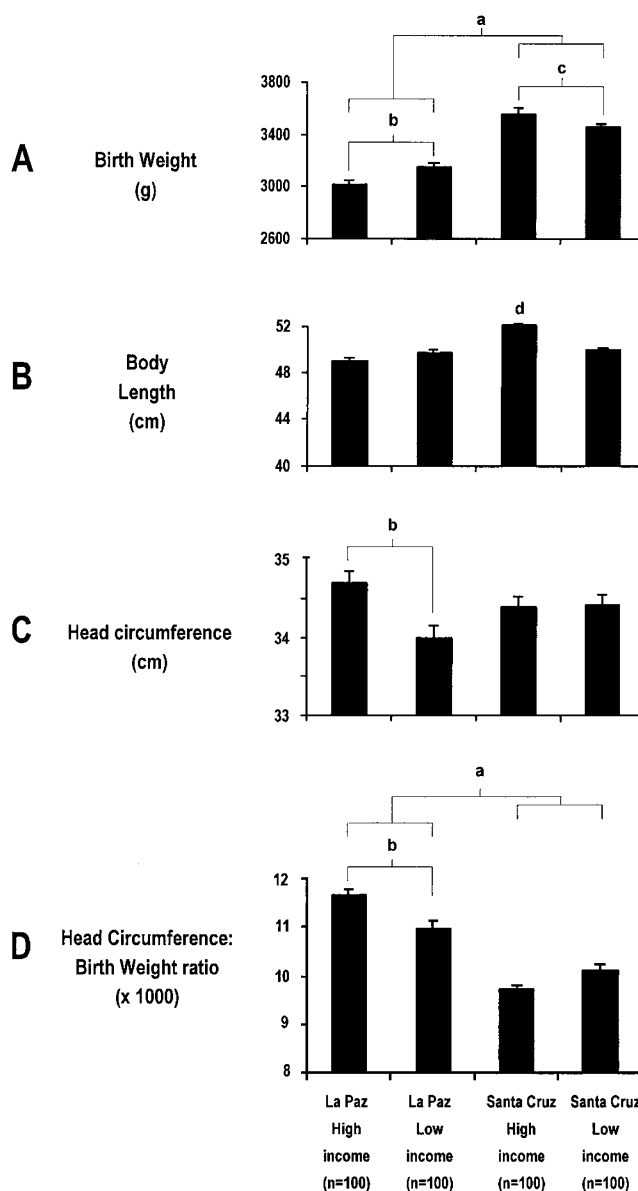 a
3800
c
A
Birth Weight
(g)
3400
b
3000
2600
d
B
Body
Length
(cm)
52
48
44
40
b
35
C
Head circumference
(cm)
34
33
a
b
12
D
Head Circumference:
Birth Weight ratio
(x 1000)
11
10
9
8
La Paz
High
income
(n=100)
La Paz
Low
income
(n=100)
Santa Cruz
High
income
(n=100)
Santa Cruz
Low
income
(n=100)